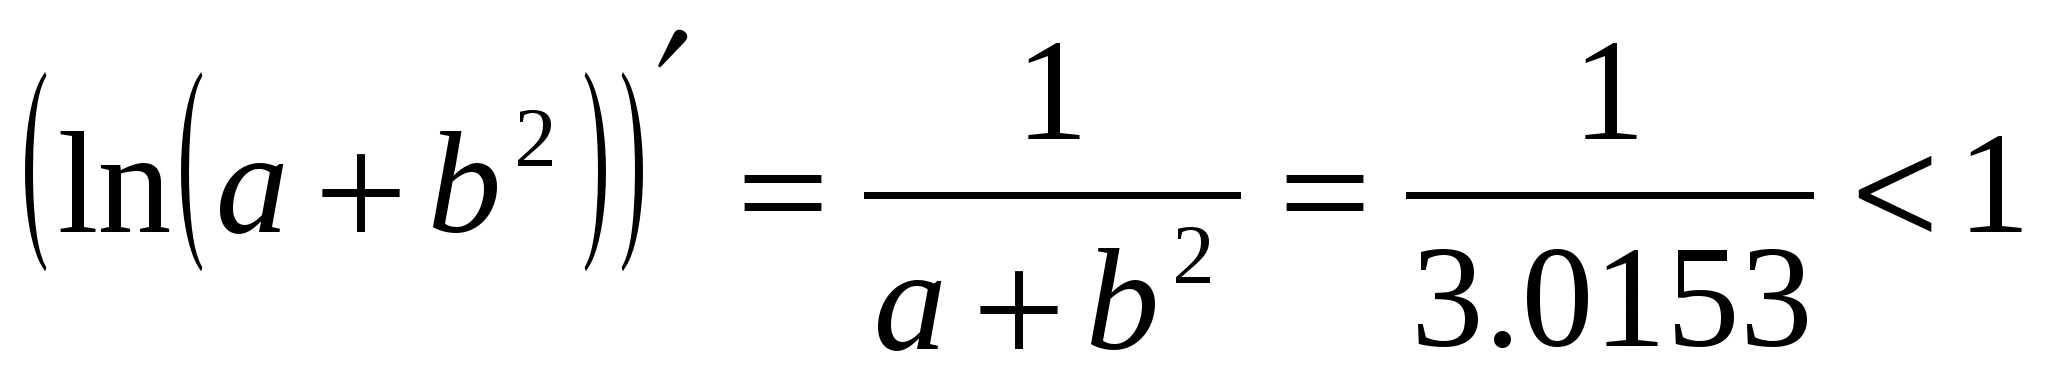 (ln(a + b²))′ = 1/(a + b²) = 1/3.0153 < 1